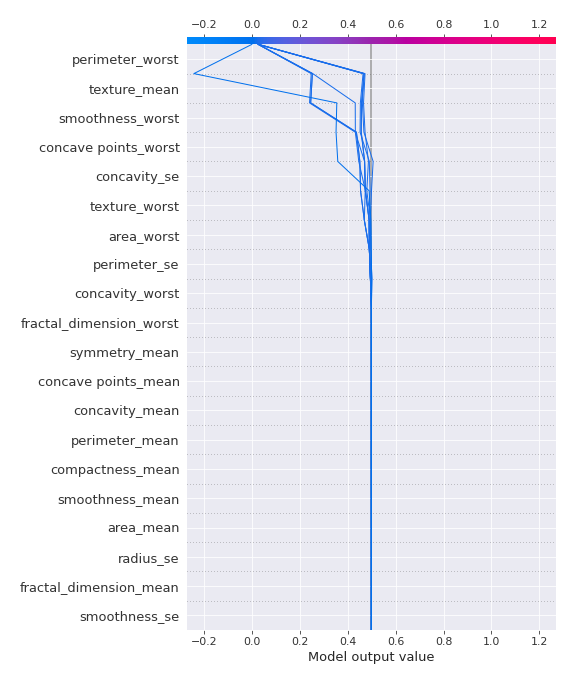 −0.2 0.0 0.2 0.4 0.6 0.8 1.0 1.2
perimeter_worst
texture_mean
smoothness_worst
concave points_worst
concavity_se
texture_worst
area_worst
perimeter_se
concavity_worst
fractal_dimension_worst
symmetry_mean
concave points_mean
concavity_mean
perimeter_mean
compactness_mean
smoothness_mean
area_mean
radius_se
fractal_dimension_mean
smoothness_se
−0.2 0.0 0.2 0.4 0.6 0.8 1.0 1.2
Model output value